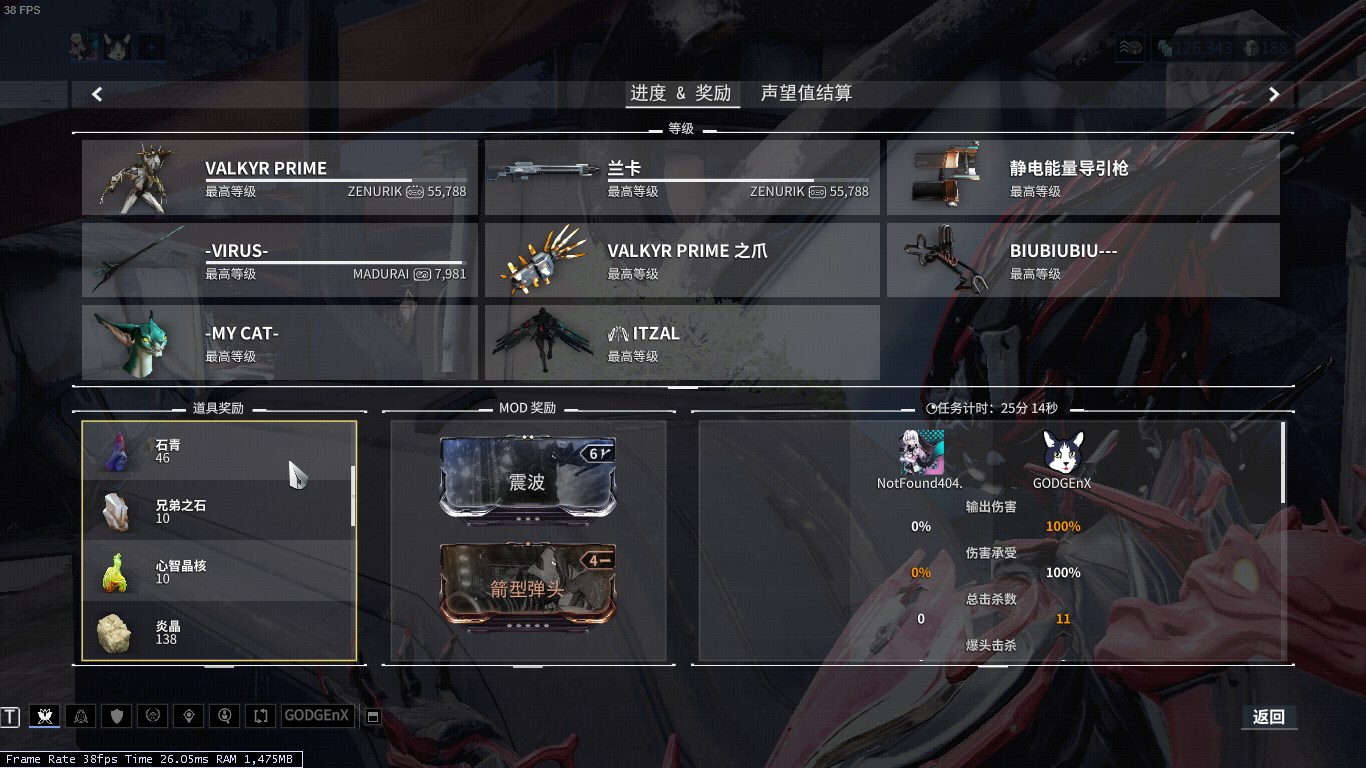 38 FPS
126,343 188
进度 & 奖励 声望值结算
等级
VALKYR PRIME
最高等级 ZENURIK 55,788
兰卡
最高等级 ZENURIK 55,788
静电能量导引枪
最高等级
-VIRUS-
最高等级 MADURAI 7,981
VALKYR PRIME 之爪
最高等级
BIUBIUBIU---
最高等级
-MY CAT-
最高等级
ITZAL
最高等级
道具奖励
石青
46
兄弟之石
10
心智晶核
10
炎晶
138
MOD 奖励
6
震波
4
箭型弹头
任务计时：25分 14秒
NotFound404. GODGEnX
输出伤害
0% 100%
伤害承受
0% 100%
总击杀数
0 11
爆头击杀
T GODGEnX
返回
Frame Rate 38fps Time 26.05ms RAM 1,475MB